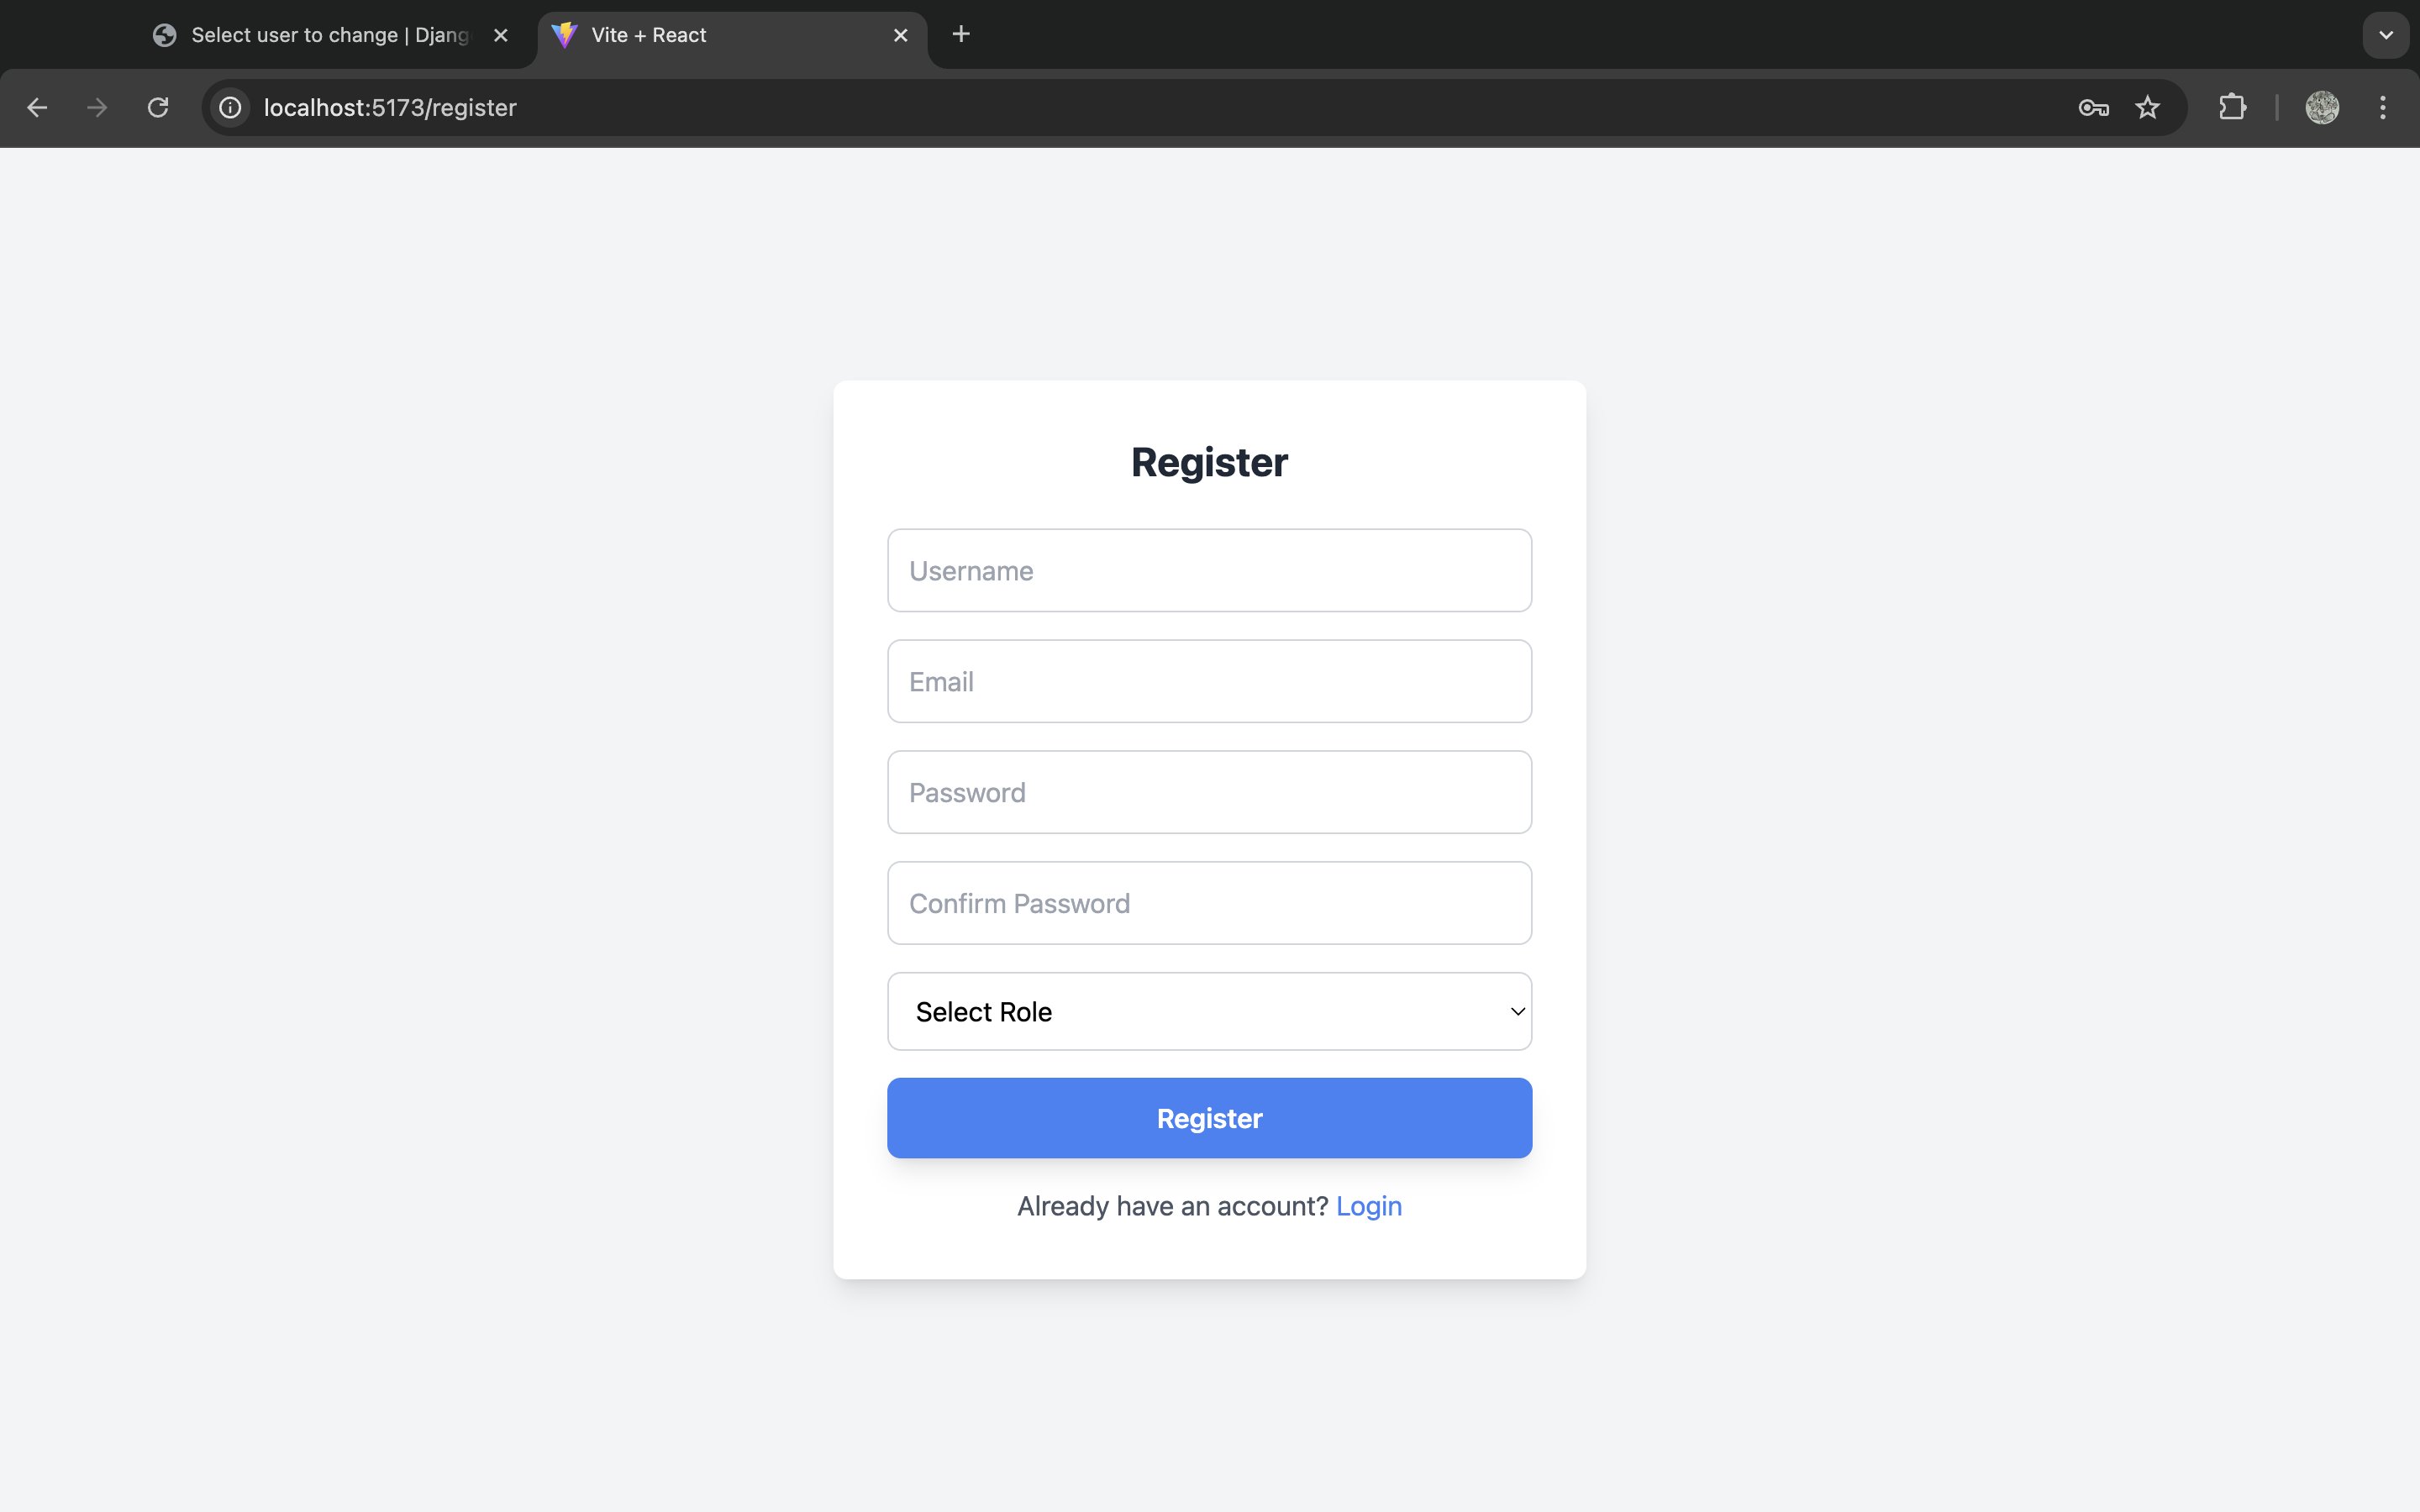 Select user to change | Djang
Vite + React
localhost:5173/register
Register
Username
Email
Password
Confirm Password
Select Role
Register
Already have an account? Login